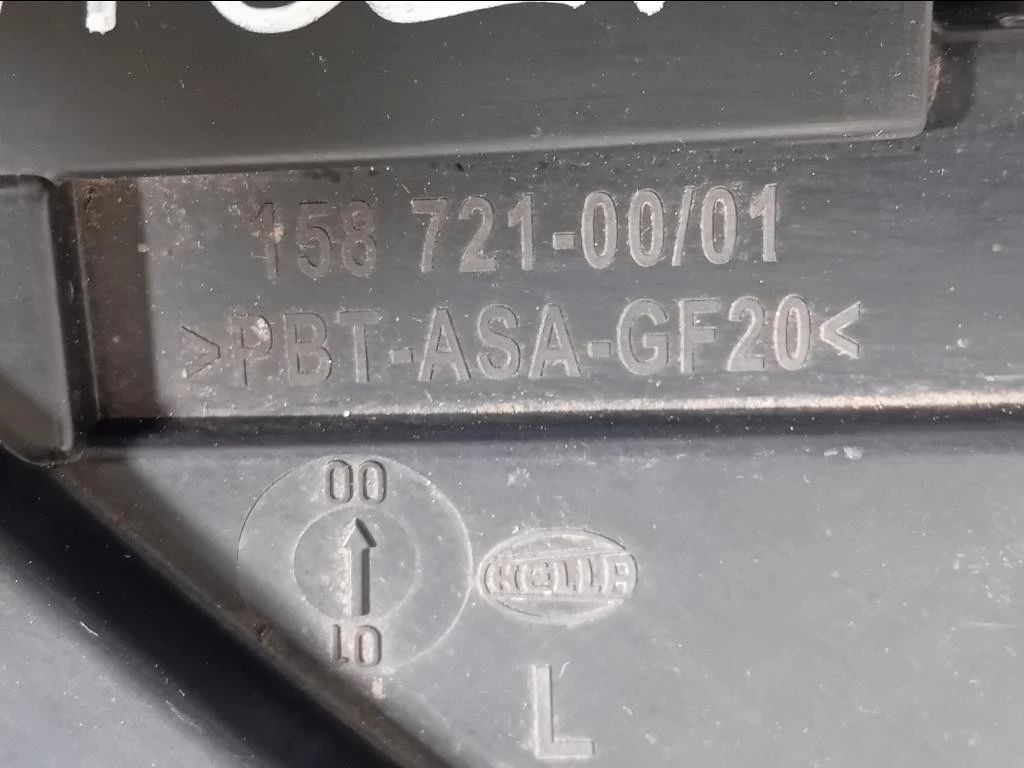 158 721-00/01
>PBT-ASA-GF20<
00
HELLA
01
L